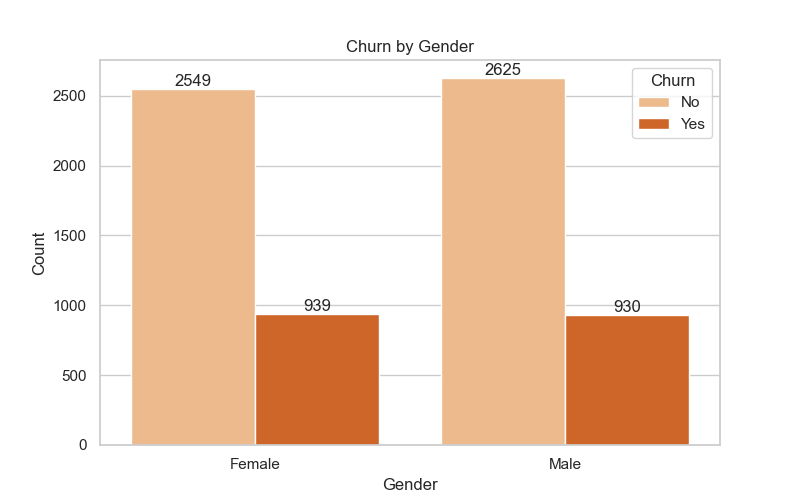 Churn by Gender
2549
939
2625
930
Churn
No
Yes
2500
2000
1500
1000
500
0
Count
Female
Male
Gender